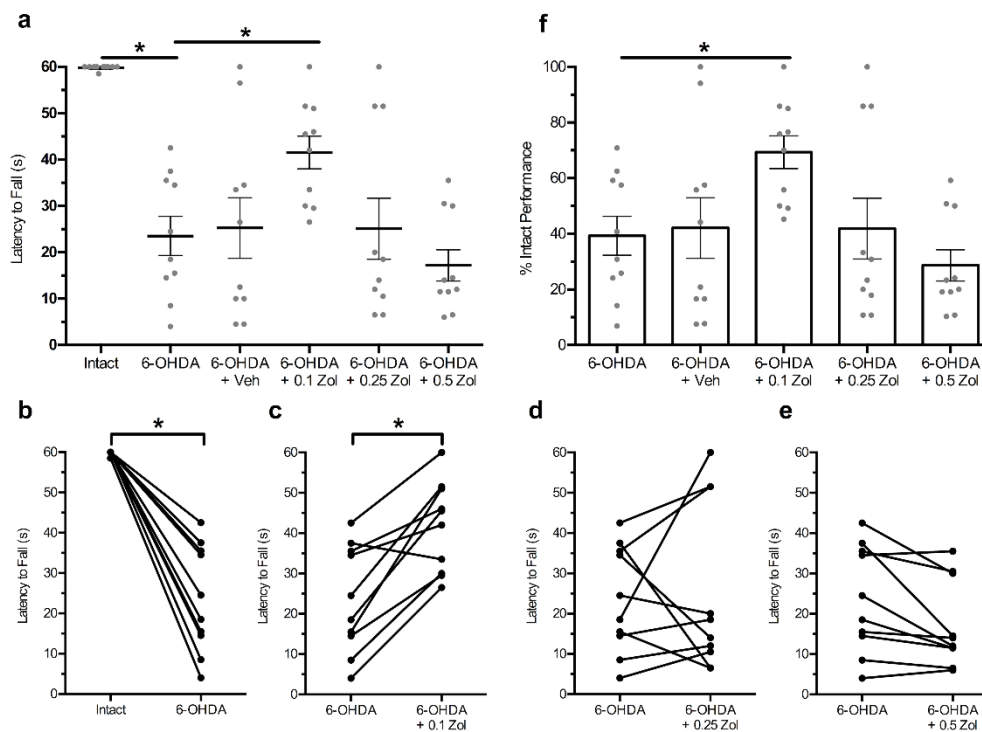 a
*
*
Latency to Fall (s)
60
50
40
30
20
10
0
Intact
6-OHDA
6-OHDA
+ Veh
6-OHDA
+ 0.1 Zol
6-OHDA
+ 0.25 Zol
6-OHDA
+ 0.5 Zol
f
*
% Intact Performance
100
80
60
40
20
0
6-OHDA
6-OHDA
+ Veh
6-OHDA
+ 0.1 Zol
6-OHDA
+ 0.25 Zol
6-OHDA
+ 0.5 Zol
b
*
Latency to Fall (s)
60
50
40
30
20
10
0
Intact
6-OHDA
c
*
Latency to Fall (s)
60
50
40
30
20
10
0
6-OHDA
6-OHDA
+ 0.1 Zol
d
Latency to Fall (s)
60
50
40
30
20
10
0
6-OHDA
6-OHDA
+ 0.25 Zol
e
Latency to Fall (s)
60
50
40
30
20
10
0
6-OHDA
6-OHDA
+ 0.5 Zol